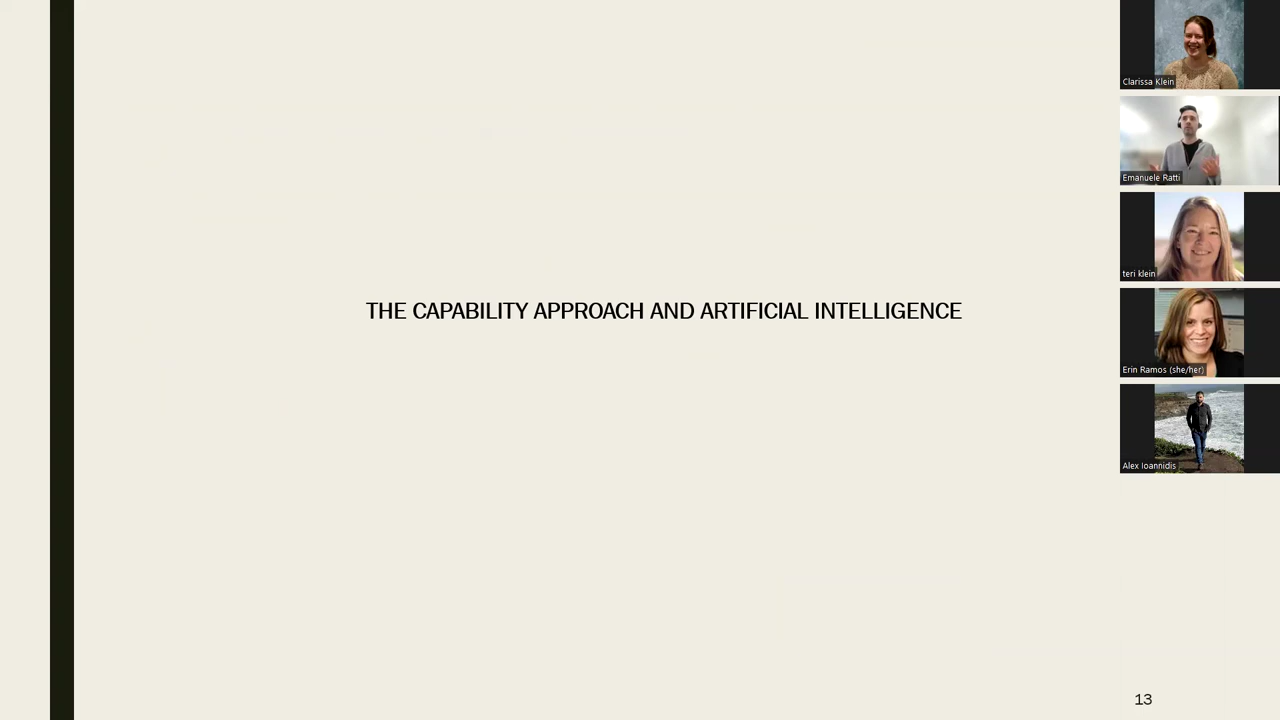 Clarissa Klein
Emanuele Ratti
teri klein
THE CAPABILITY APPROACH AND ARTIFICIAL INTELLIGENCE
Erin Ramos (she/her)
Alex Ioannidis
13